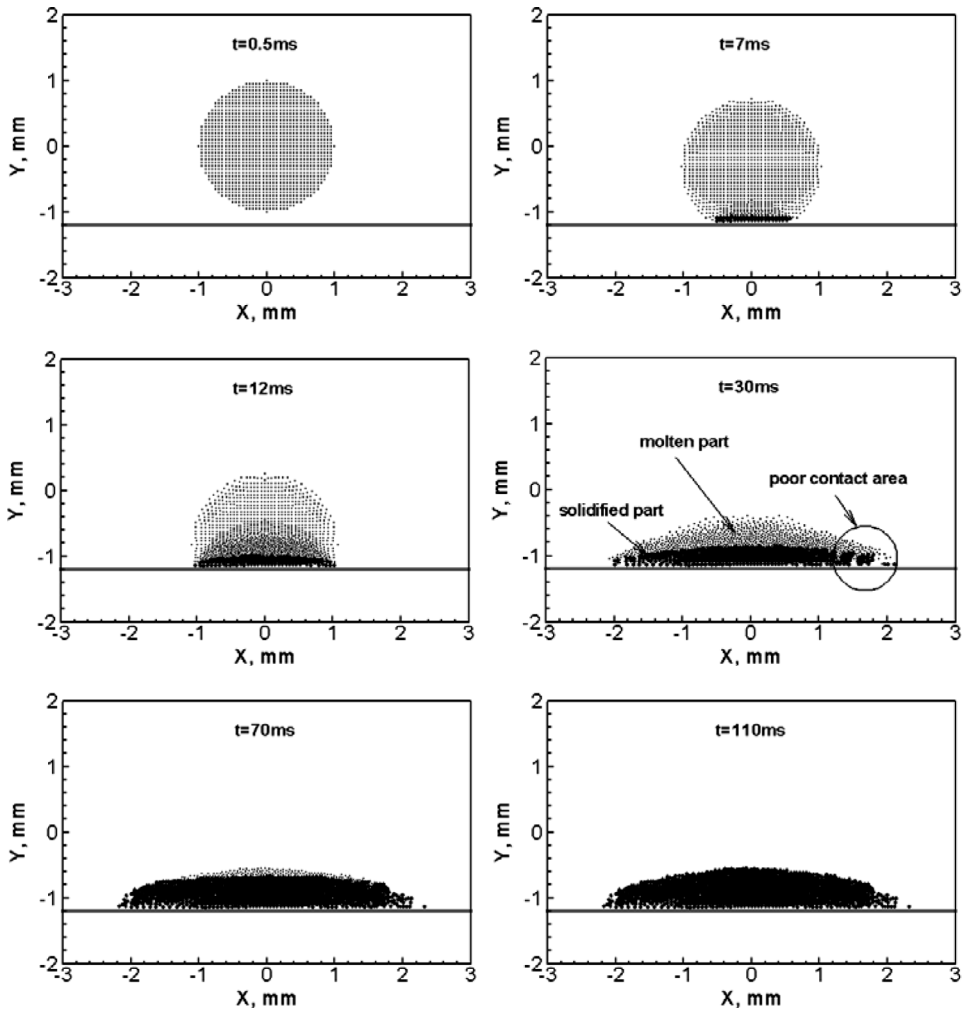 2
1
0
-1
-2
Y, mm
t=0.5ms
-3 -2 -1 0 1 2 3
X, mm
2
1
0
-1
-2
Y, mm
t=7ms
-3 -2 -1 0 1 2 3
X, mm
2
1
0
-1
-2
Y, mm
t=12ms
-3 -2 -1 0 1 2 3
X, mm
2
1
0
-1
-2
Y, mm
t=30ms
molten part
poor contact area
solidified part
-3 -2 -1 0 1 2 3
X, mm
2
1
0
-1
-2
Y, mm
t=70ms
-3 -2 -1 0 1 2 3
X, mm
2
1
0
-1
-2
Y, mm
t=110ms
-3 -2 -1 0 1 2 3
X, mm